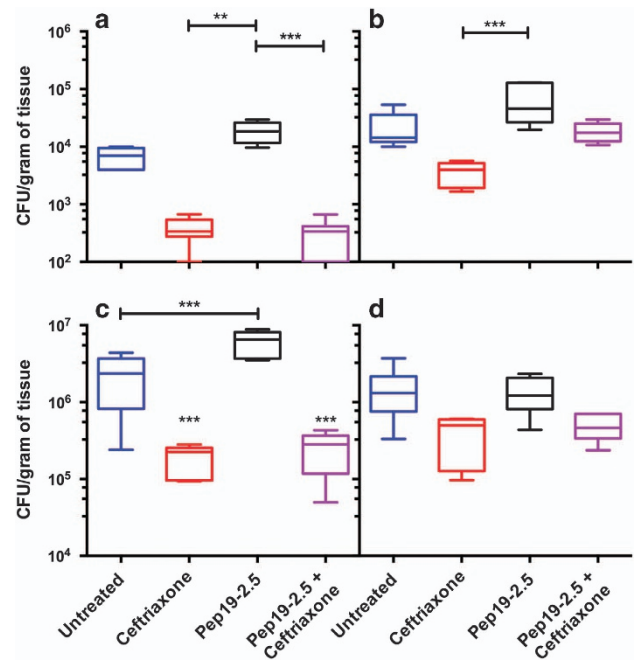 a
b
**
***
***
CFU/gram of tissue
10⁶
10⁵
10⁴
10³
10²
c
d
***
***
***
CFU/gram of tissue
10⁷
10⁶
10⁵
10⁴
Untreated
Ceftriaxone
Pep19-2.5
Pep19-2.5 +
Ceftriaxone
Untreated
Ceftriaxone
Pep19-2.5
Pep19-2.5 +
Ceftriaxone